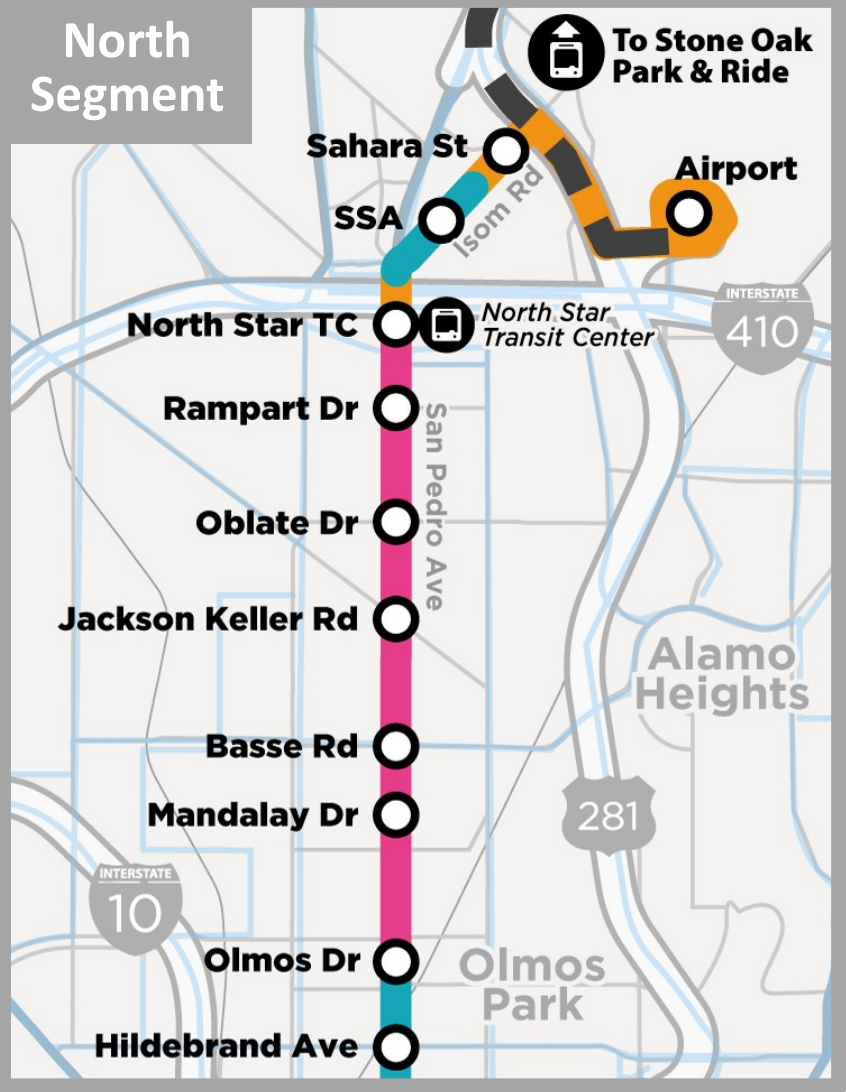 North
Segment
To Stone Oak
Park & Ride
Sahara St
Airport
SSA
Isom Rd
INTERSTATE
410
North Star TC
North Star
Transit Center
Rampart Dr
San Pedro Ave
Oblate Dr
Jackson Keller Rd
Alamo
Heights
Basse Rd
Mandalay Dr
281
INTERSTATE
10
Olmos Dr
Olmos
Park
Hildebrand Ave